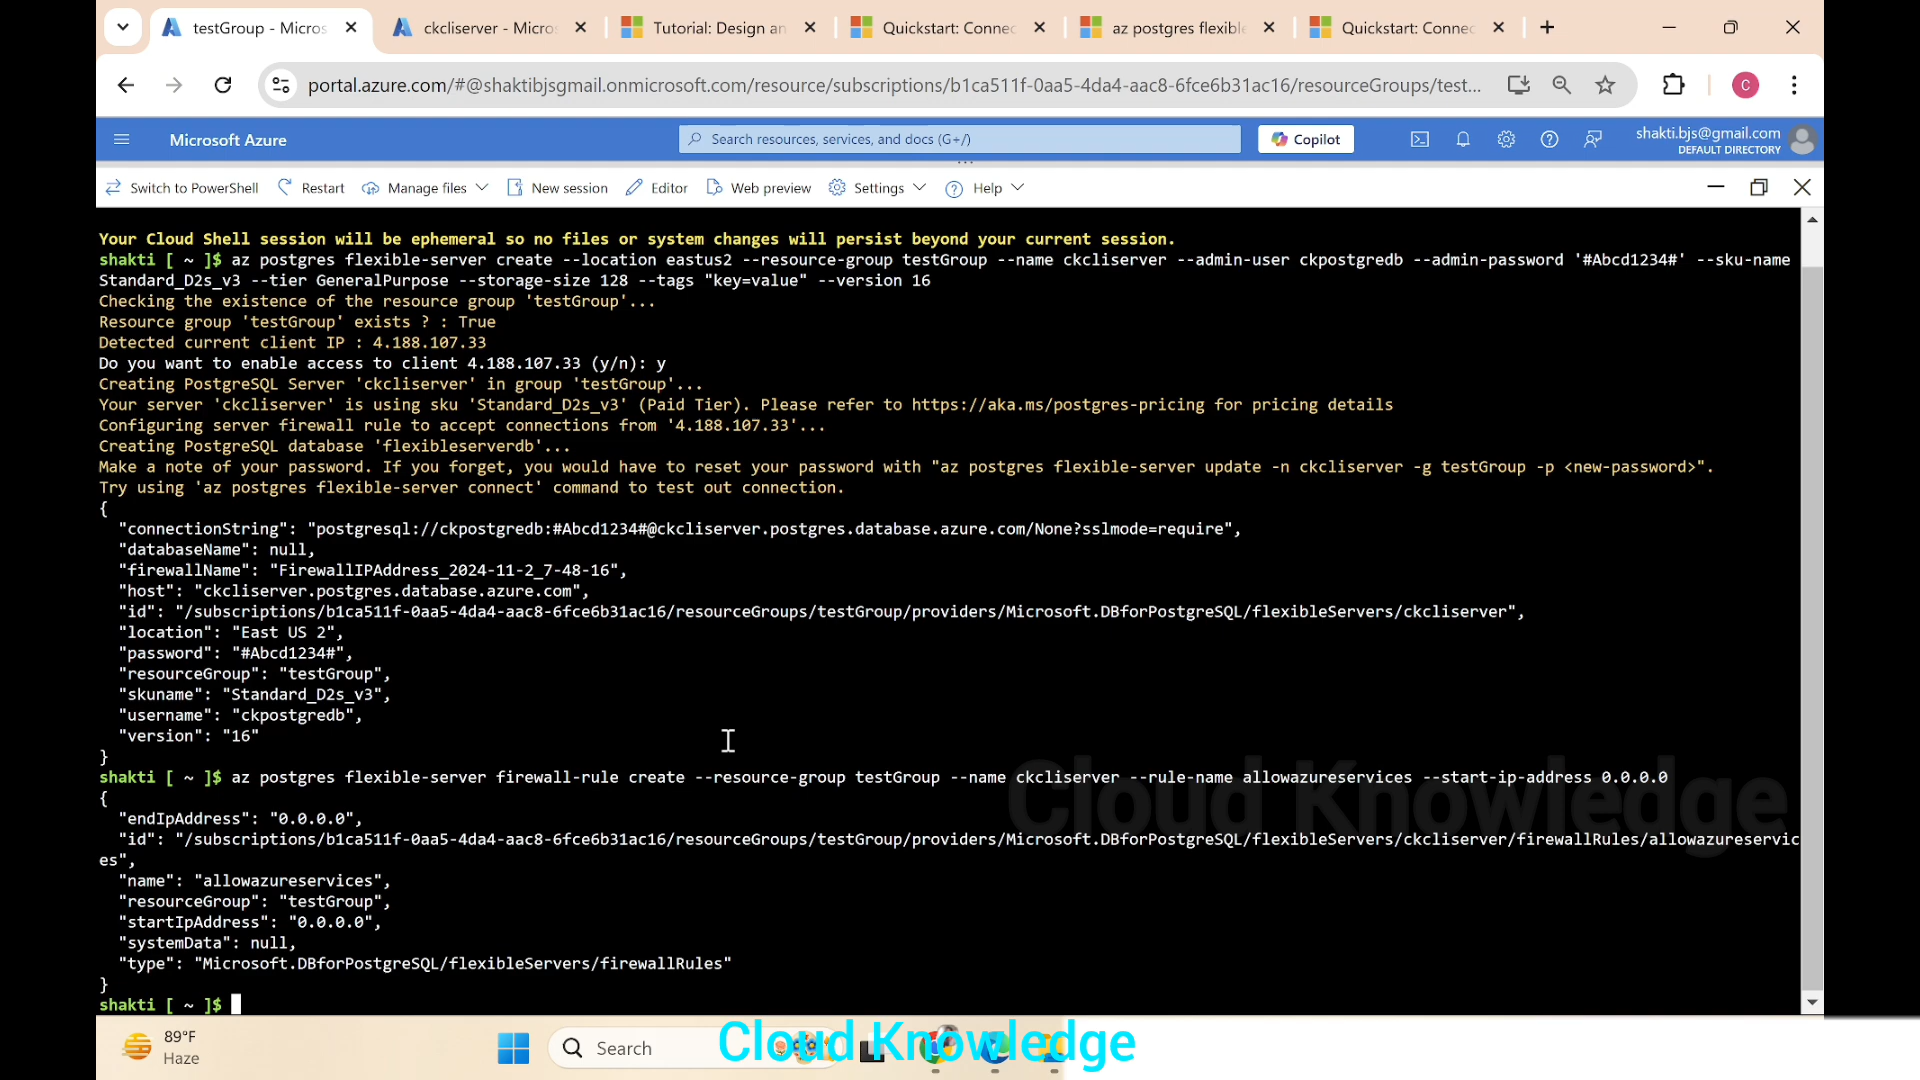 testGroup - Micros
ckcliserver - Micros
Tutorial: Design an
Quickstart: Connec
az postgres flexible
Quickstart: Connec
portal.azure.com/#@shaktibjsgmail.onmicrosoft.com/resource/subscriptions/b1ca511f-0aa5-4da4-aac8-6fce6b31ac16/resourceGroups/test...
C
Microsoft Azure
Search resources, services, and docs (G+/)
Copilot
shakti.bjs@gmail.com
DEFAULT DIRECTORY
Switch to PowerShell
Restart
Manage files
New session
Editor
Web preview
Settings
Help
Your Cloud Shell session will be ephemeral so no files or system changes will persist beyond your current session.
shakti [ ~ ]$ az postgres flexible-server create --location eastus2 --resource-group testGroup --name ckcliserver --admin-user ckpostgredb --admin-password '#Abcd1234#' --sku-name
Standard_D2s_v3 --tier GeneralPurpose --storage-size 128 --tags "key=value" --version 16
Checking the existence of the resource group 'testGroup'...
Resource group 'testGroup' exists ? : True
Detected current client IP : 4.188.107.33
Do you want to enable access to client 4.188.107.33 (y/n): y
Creating PostgreSQL Server 'ckcliserver' in group 'testGroup'...
Your server 'ckcliserver' is using sku 'Standard_D2s_v3' (Paid Tier). Please refer to https://aka.ms/postgres-pricing for pricing details
Configuring server firewall rule to accept connections from '4.188.107.33'...
Creating PostgreSQL database 'flexibleserverdb'...
Make a note of your password. If you forget, you would have to reset your password with "az postgres flexible-server update -n ckcliserver -g testGroup -p <new-password>".
Try using 'az postgres flexible-server connect' command to test out connection.
{
"connectionString": "postgresql://ckpostgredb:#Abcd1234#@ckcliserver.postgres.database.azure.com/None?sslmode=require",
"databaseName": null,
"firewallName": "FirewallIPAddress_2024-11-2_7-48-16",
"host": "ckcliserver.postgres.database.azure.com",
"id": "/subscriptions/b1ca511f-0aa5-4da4-aac8-6fce6b31ac16/resourceGroups/testGroup/providers/Microsoft.DBforPostgreSQL/flexibleServers/ckcliserver",
"location": "East US 2",
"password": "#Abcd1234#",
"resourceGroup": "testGroup",
"skuname": "Standard_D2s_v3",
"username": "ckpostgredb",
"version": "16"
}
shakti [ ~ ]$ az postgres flexible-server firewall-rule create --resource-group testGroup --name ckcliserver --rule-name allowazureservices --start-ip-address 0.0.0.0
{
"endIpAddress": "0.0.0.0",
"id": "/subscriptions/b1ca511f-0aa5-4da4-aac8-6fce6b31ac16/resourceGroups/testGroup/providers/Microsoft.DBforPostgreSQL/flexibleServers/ckcliserver/firewallRules/allowazureservic
es",
"name": "allowazureservices",
"resourceGroup": "testGroup",
"startIpAddress": "0.0.0.0",
"systemData": null,
"type": "Microsoft.DBforPostgreSQL/flexibleServers/firewallRules"
}
shakti [ ~ ]$
Cloud Knowledge
89°F
Haze
Search
Cloud Knowledge